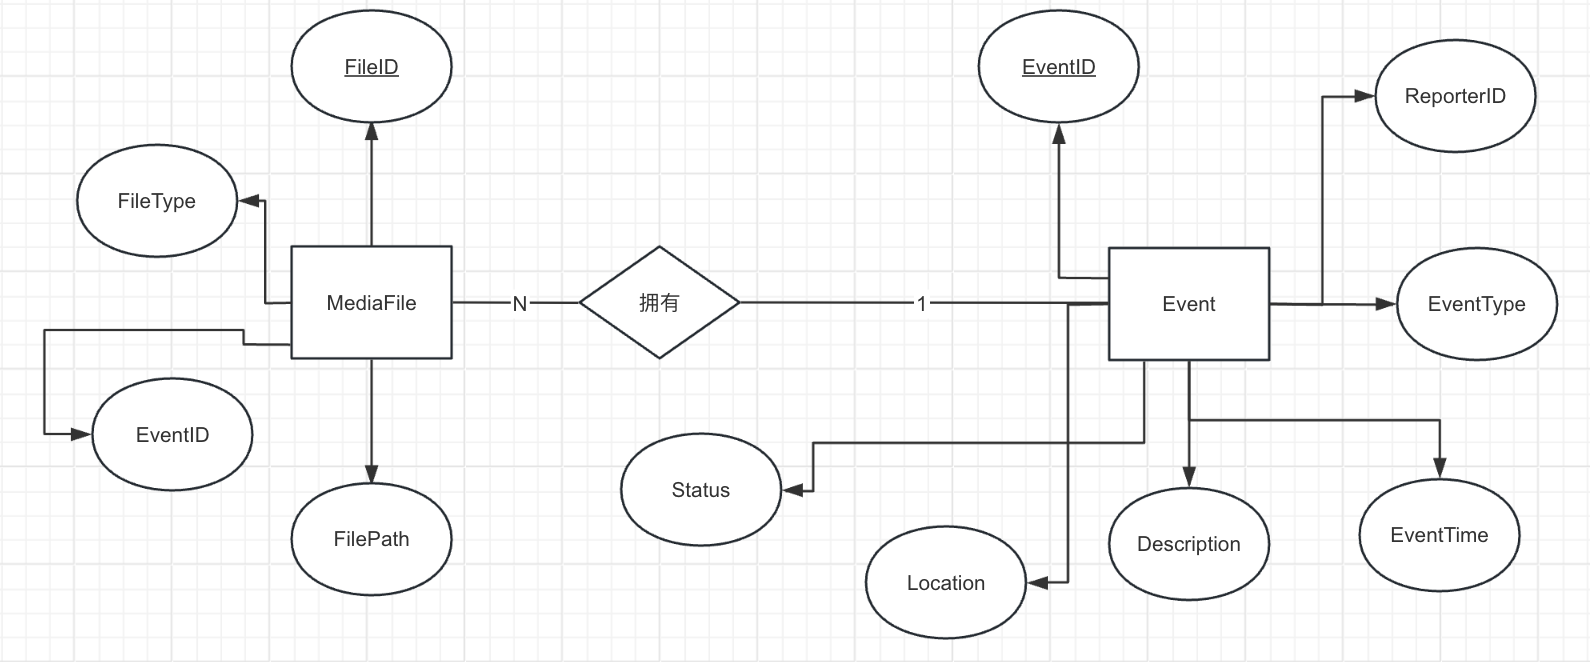 FileID
EventID
ReporterID
FileType
MediaFile
N
拥有
1
Event
EventType
EventID
Status
FilePath
Location
Description
EventTime